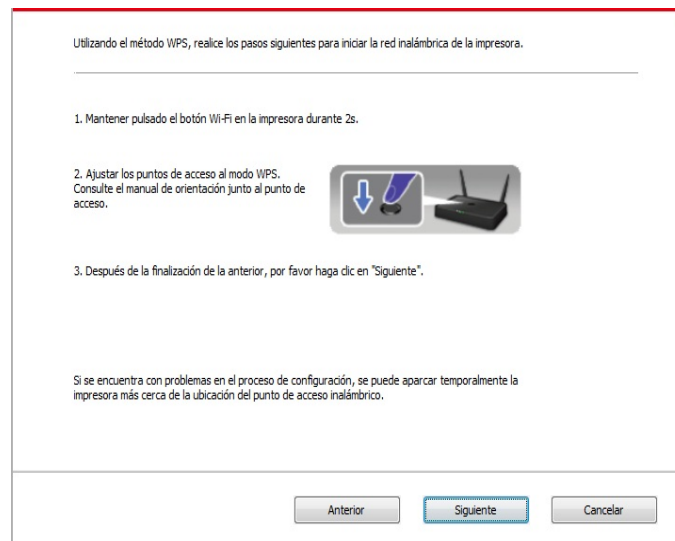 Utilizando el método WPS, realice los pasos siguientes para iniciar la red inalámbrica de la impresora.
1. Mantener pulsado el botón Wi-Fi en la impresora durante 2s.
2. Ajustar los puntos de acceso al modo WPS.
Consulte el manual de orientación junto al punto de
acceso.
3. Después de la finalización de la anterior, por favor haga clic en "Siguiente".
Si se encuentra con problemas en el proceso de configuración, se puede aparcar temporalmente la
impresora más cerca de la ubicación del punto de acceso inalámbrico.
Anterior
Siguiente
Cancelar